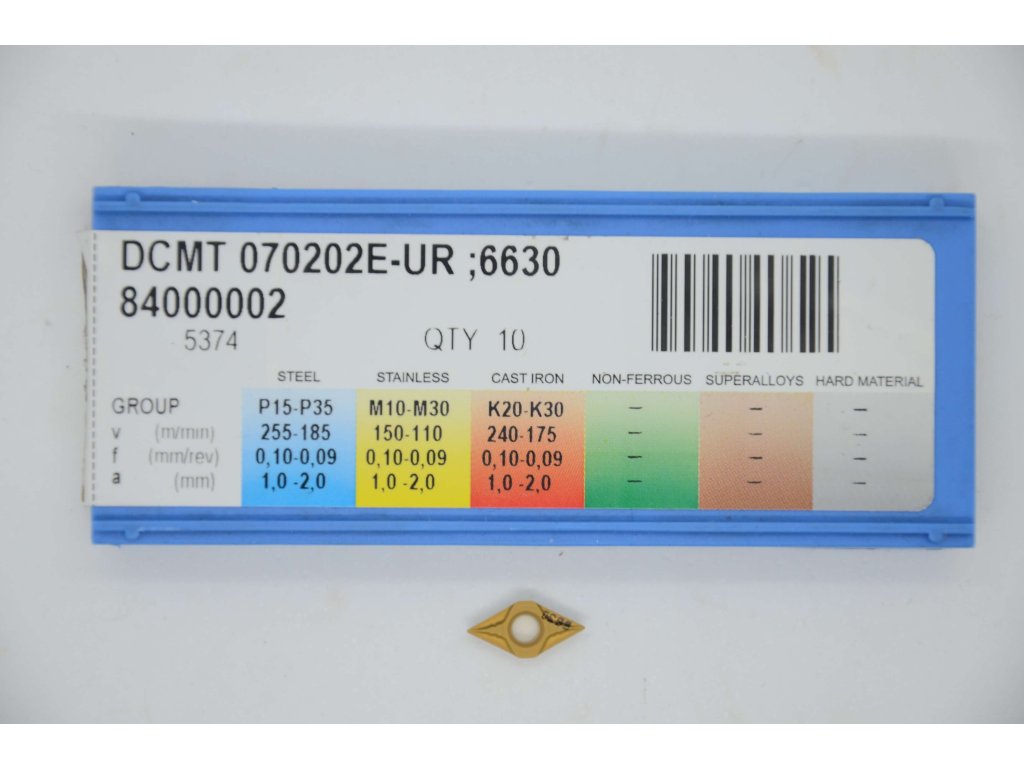 DCMT 070202E-UR ;6630
84000002
5374 QTY 10
STEEL STAINLESS CAST IRON NON-FERROUS SUPERALLOYS HARD MATERIAL
GROUP P15-P35 M10-M30 K20-K30 – – –
v (m/min) 255-185 150-110 240-175 – – –
f (mm/rev) 0,10-0,09 0,10-0,09 0,10-0,09 – – –
a (mm) 1,0 -2,0 1,0 -2,0 1,0 -2,0 – – –